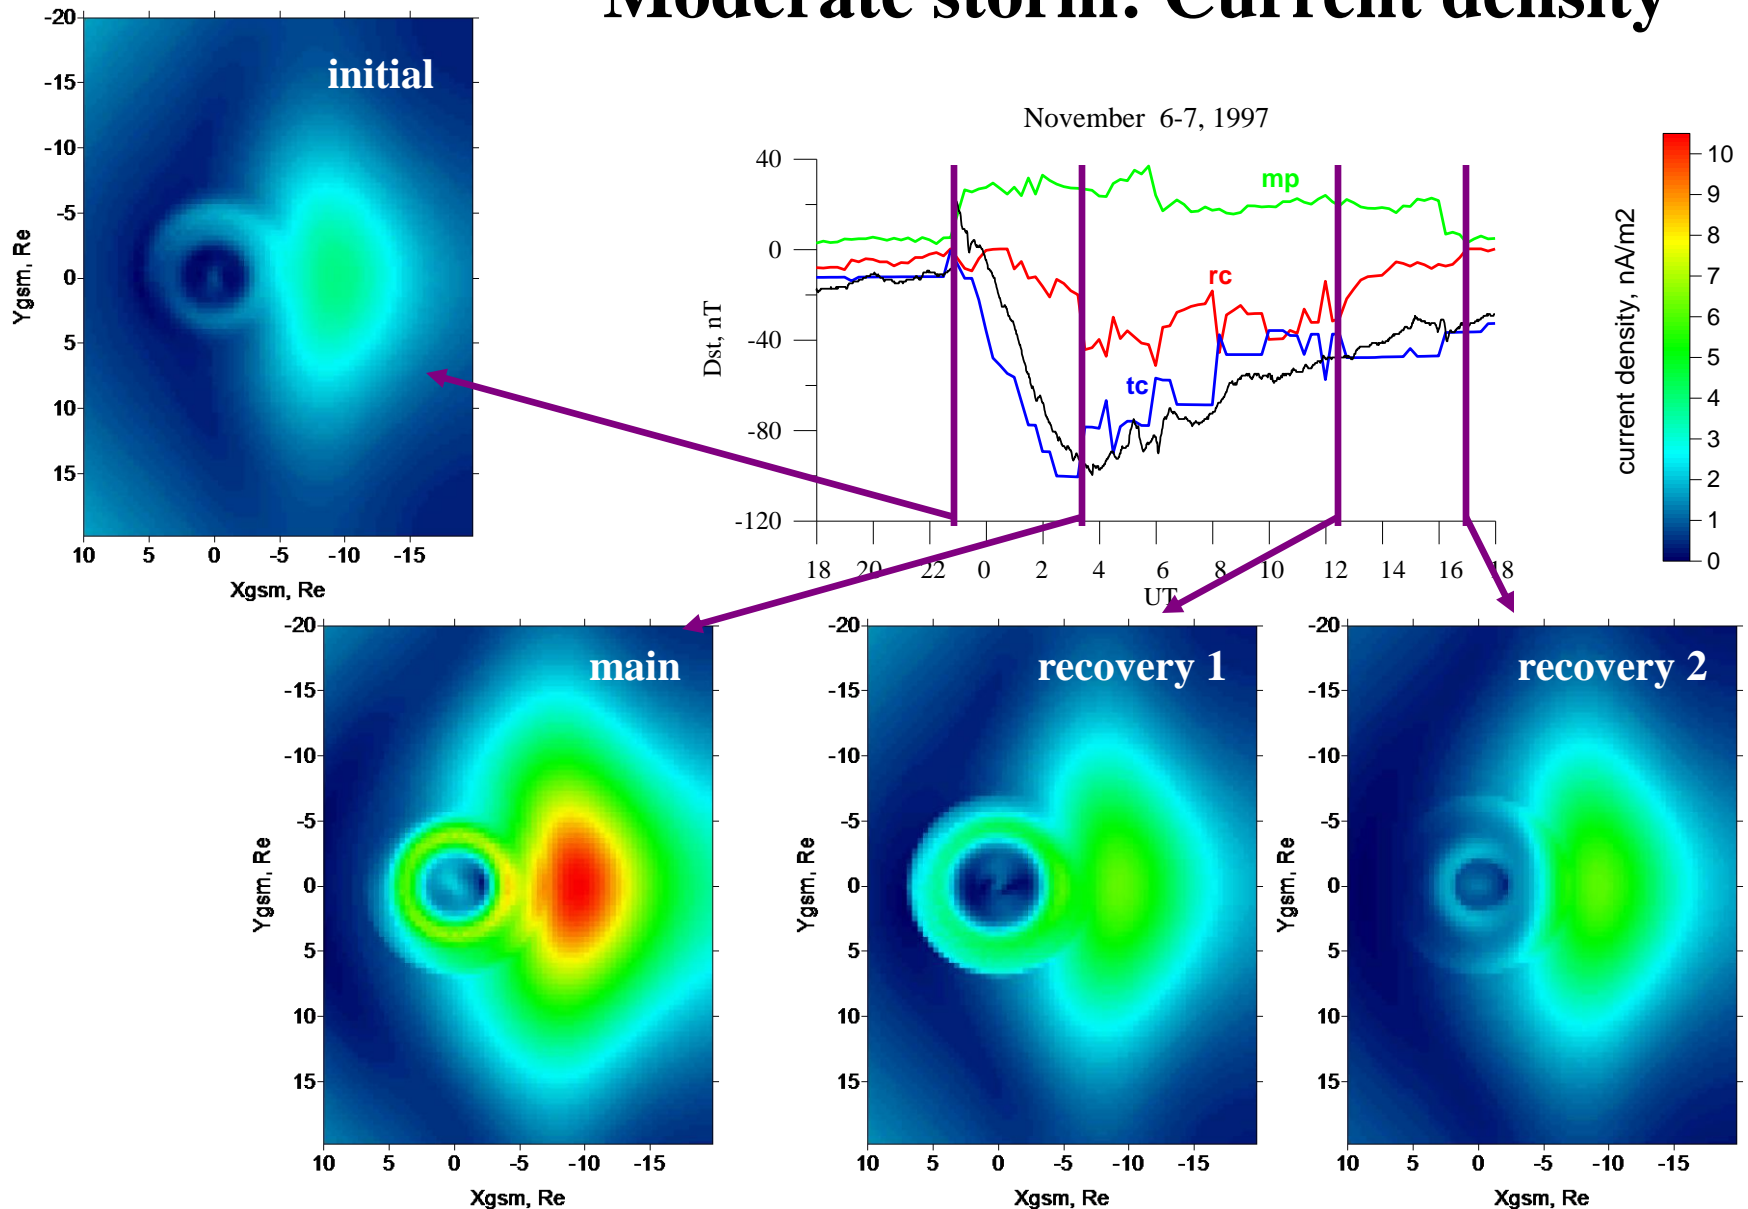 Moderate storm: Current density
initial
-20
-15
-10
-5
0
5
10
15
Ygsm, Re
10 5 0 -5 -10 -15
Xgsm, Re
November 6-7, 1997
40
0
-40
-80
-120
Dst, nT
mp
rc
tc
18 20 22 0 2 4 6 8 10 12 14 16 18
UT
10
9
8
7
6
5
4
3
2
1
0
current density, nA/m2
main
-20
-15
-10
-5
0
5
10
15
Ygsm, Re
10 5 0 -5 -10 -15
Xgsm, Re
recovery 1
-20
-15
-10
-5
0
5
10
15
Ygsm, Re
10 5 0 -5 -10 -15
Xgsm, Re
recovery 2
-20
-15
-10
-5
0
5
10
15
Ygsm, Re
10 5 0 -5 -10 -15
Xgsm, Re